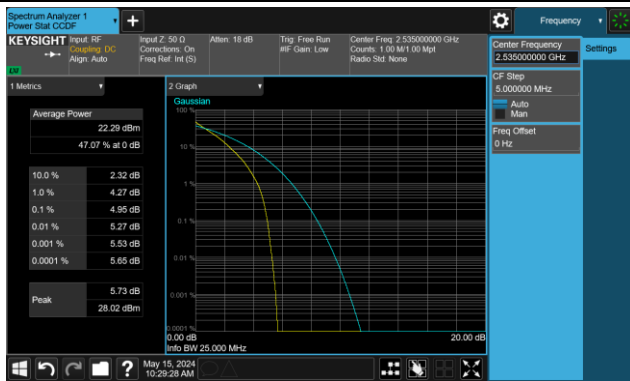 Spectrum Analyzer 1
Power Stat CCDF
Frequency
KEYSIGHT
Input: RF
Coupling: DC
Align: Auto
Input Z: 50 Ω
Corrections: On
Freq Ref: Int (S)
Atten: 18 dB
Trig: Free Run
#IF Gain: Low
Center Freq: 2.535000000 GHz
Counts: 1.00 M/1.00 Mpt
Radio Std: None
Center Frequency
2.535000000 GHz
Settings
CF Step
5.000000 MHz
Auto
Man
Freq Offset
0 Hz
1 Metrics
Average Power
22.29 dBm
47.07 % at 0 dB
10.0 % 2.32 dB
1.0 % 4.27 dB
0.1 % 4.95 dB
0.01 % 5.27 dB
0.001 % 5.53 dB
0.0001 % 5.65 dB
Peak
5.73 dB
28.02 dBm
2 Graph
Gaussian
100 %
10 %
1 %
0.1 %
0.01 %
0.001 %
0.0001 %
0.00 dB
20.00 dB
Info BW 25.000 MHz
May 15, 2024
10:29:28 AM